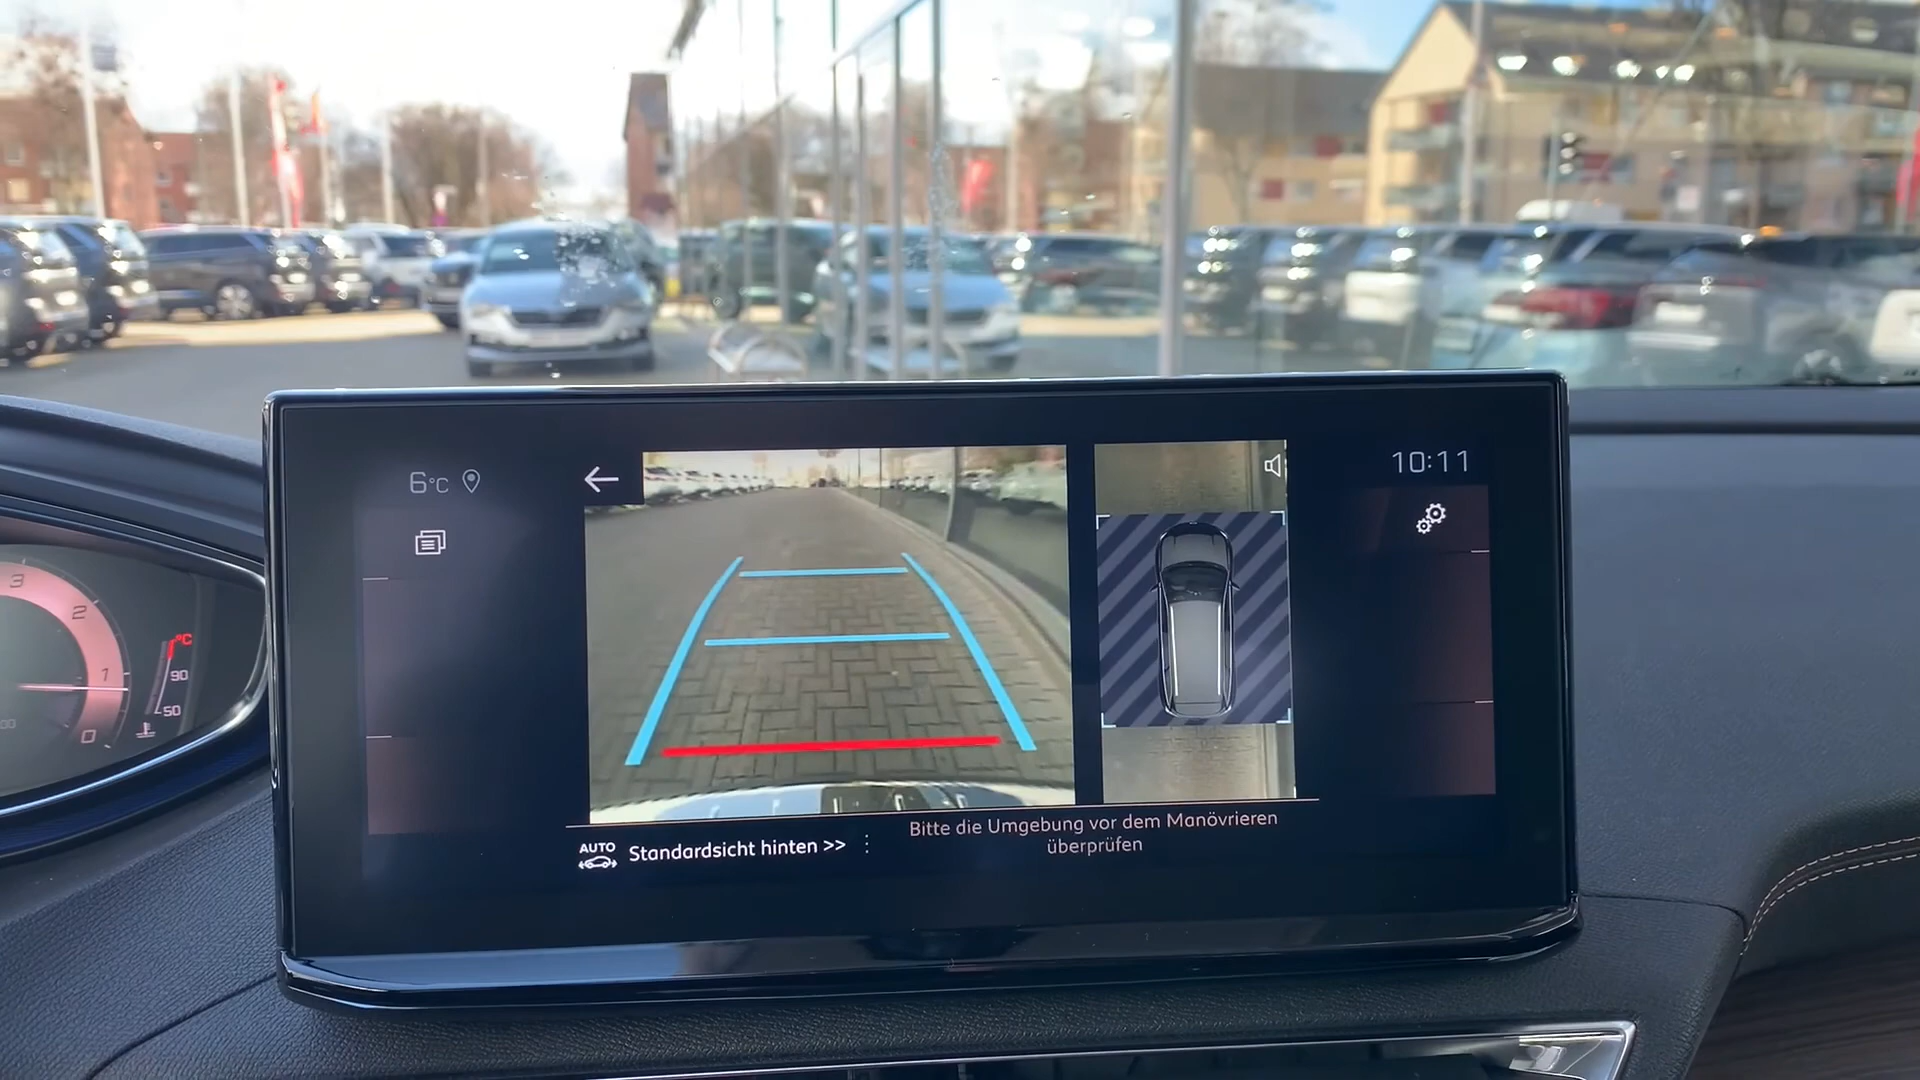 6°C
10:11
3
2
1
0
°C
90
50
AUTO
Standardsicht hinten >>
Bitte die Umgebung vor dem Manövrieren
überprüfen